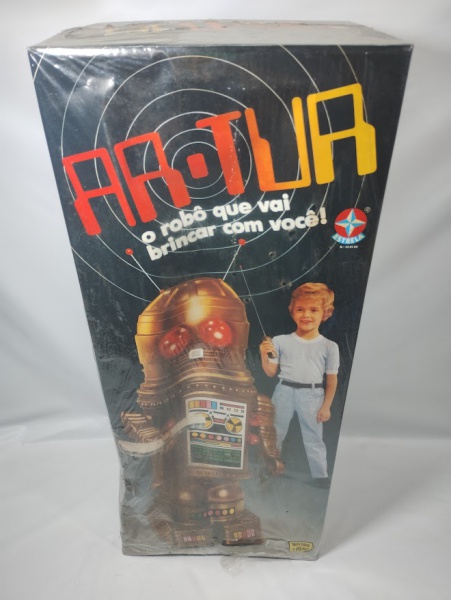 AR•TUR
o robô que vai
brincar com você!
ESTRELA